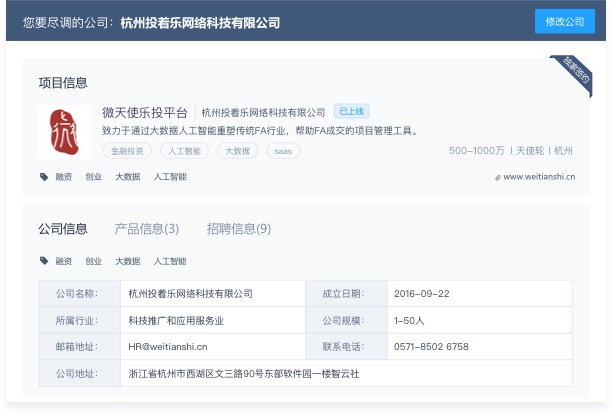 您要尽调的公司：杭州投着乐网络科技有限公司
修改公司
独家签约
项目信息
微天使乐投平台 杭州投着乐网络科技有限公司 已上线
致力于通过大数据人工智能重塑传统FA行业，帮助FA成交的项目管理工具。
金融投资 人工智能 大数据 saas
500-1000万 | 天使轮 | 杭州
融资 创业 大数据 人工智能
www.weitianshi.cn
公司信息 产品信息(3) 招聘信息(9)
融资 创业 大数据 人工智能
公司名称： 杭州投着乐网络科技有限公司 成立日期： 2016-09-22
所属行业： 科技推广和应用服务业 公司规模： 1-50人
邮箱地址： HR@weitianshi.cn 联系电话： 0571-8502 6758
公司地址： 浙江省杭州市西湖区文三路90号东部软件园一楼智云社